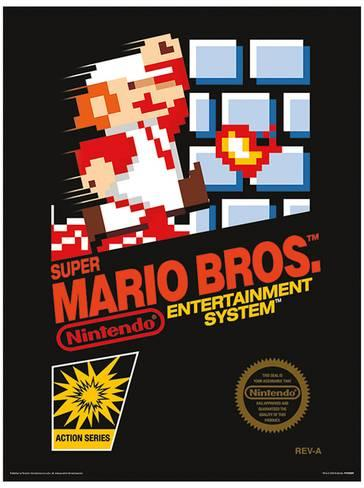 SUPER
MARIO BROS.™
Nintendo®
ENTERTAINMENT
SYSTEM™
ACTION SERIES
THIS SEAL IS
YOUR ASSURANCE THAT
Nintendo®
HAS APPROVED AND
GUARANTEED THE
QUALITY OF
THIS PRODUCT
REV-A